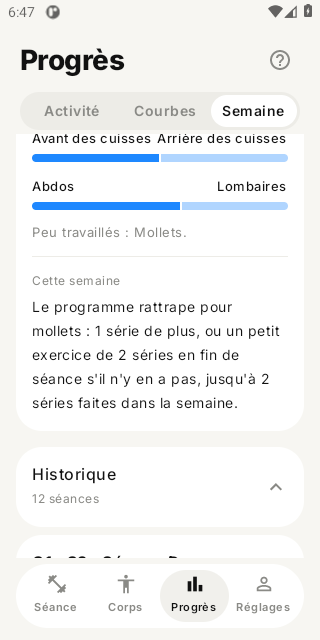 6:47
Progrès
Activité Courbes Semaine
Avant des cuisses Arrière des cuisses
Abdos Lombaires
Peu travaillés : Mollets.
Cette semaine
Le programme rattrape pour
mollets : 1 série de plus, ou un petit
exercice de 2 séries en fin de
séance s'il n'y en a pas, jusqu'à 2
séries faites dans la semaine.
Historique
12 séances
Séance Corps Progrès Réglages